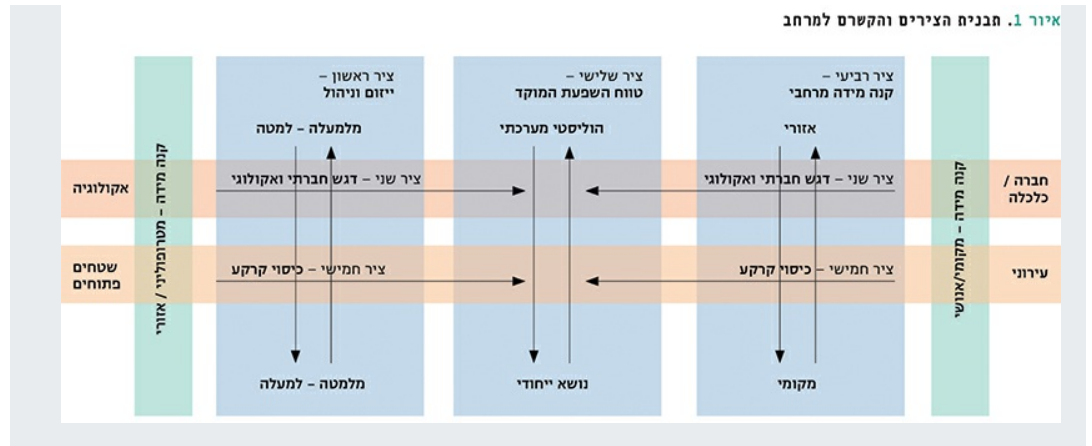 איור 1. תבנית הצירים והקשרם למרחב
ציר רביעי –
קנה מידה מרחבי
ציר שלישי –
טווח השפעת המוקד
ציר ראשון –
ייזום וניהול
אזורי
הוליסטי מערכתי
מלמעלה – למטה
חברה /
כלכלה
ציר שני – דגש חברתי ואקולוגי
ציר שני – דגש חברתי ואקולוגי
אקולוגיה
קנה מידה – מקומי/אנושי
קנה מידה – מטרופוליני / אזורי
עירוני
ציר חמישי – כיסוי קרקע
ציר חמישי – כיסוי קרקע
שטחים
פתוחים
מקומי
נושא ייחודי
מלמטה – למעלה